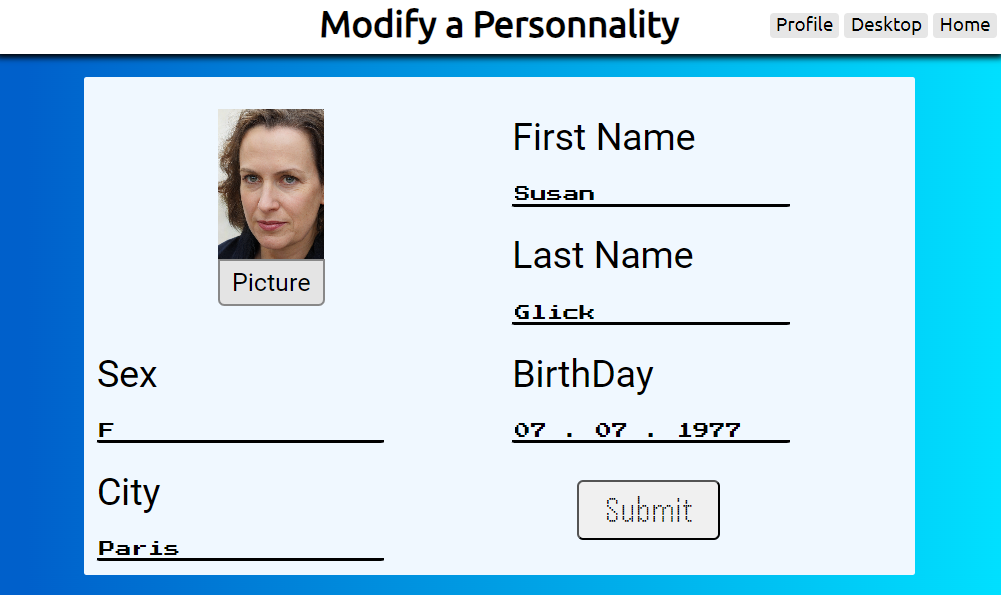 Modify a Personnality
Profile Desktop Home
Picture
First Name
Susan
Last Name
Glick
Sex
F
BirthDay
07 . 07 . 1977
City
Paris
Submit